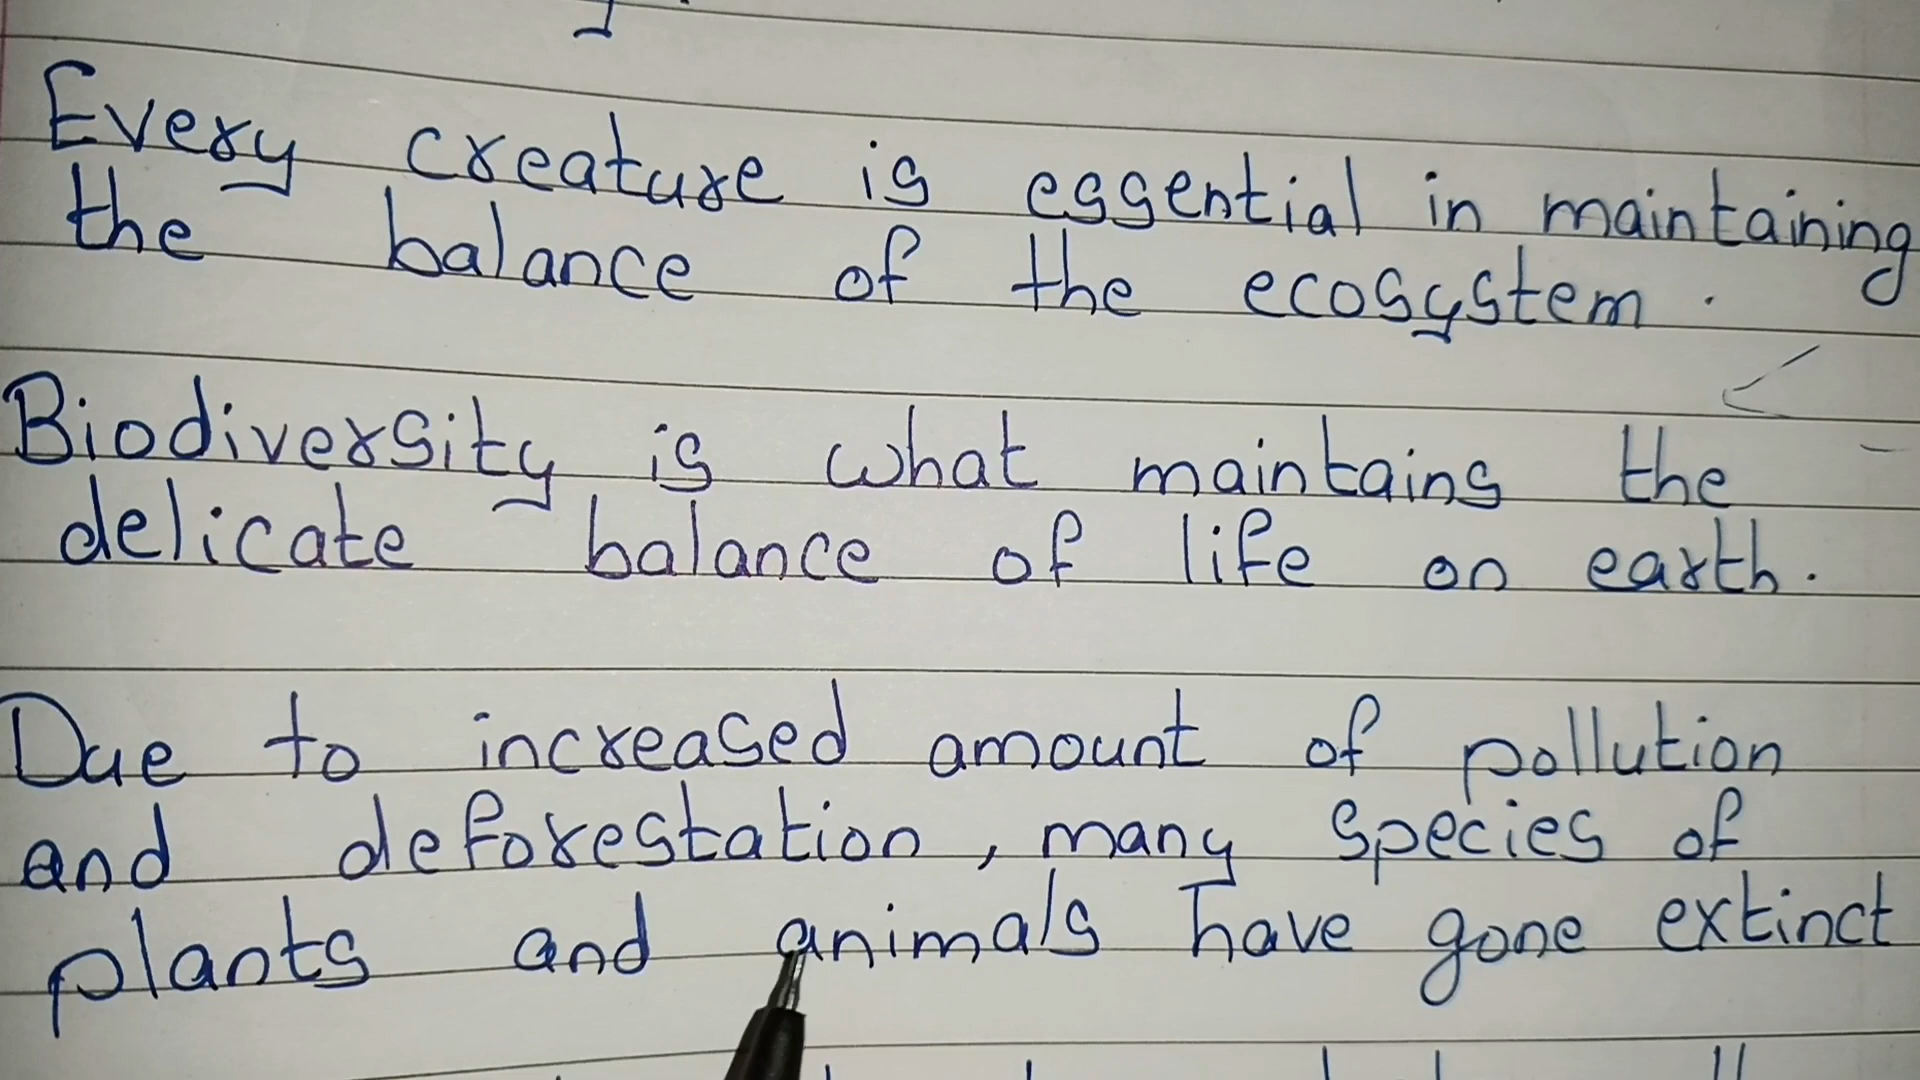 Every creature is essential in maintaining
the balance of the ecosystem.
Biodiversity is what maintains the
delicate balance of life on earth.
Due to increased amount of pollution
and deforestation, many species of
plants and animals have gone extinct